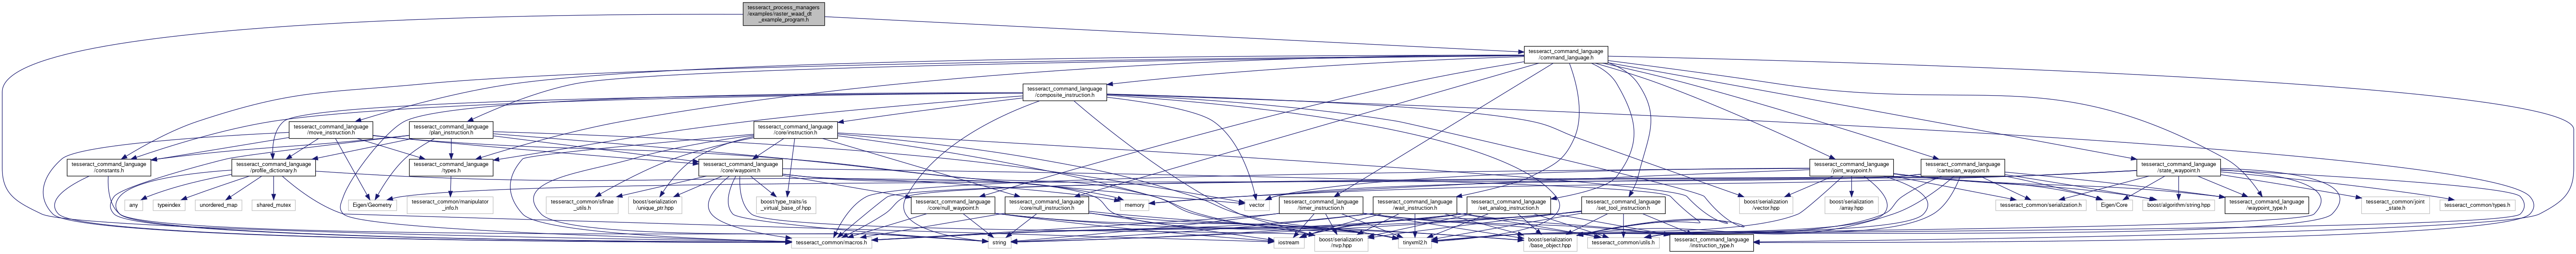 tesseract_process_managers
/examples/raster_waad_dt
_example_program.h
tesseract_command_language
/command_language.h
tesseract_command_language
/composite_instruction.h
tesseract_command_language
/move_instruction.h
tesseract_command_language
/plan_instruction.h
tesseract_command_language
/core/instruction.h
tesseract_command_language
/constants.h
tesseract_command_language
/profile_dictionary.h
tesseract_command_language
/types.h
tesseract_command_language
/core/waypoint.h
tesseract_command_language
/joint_waypoint.h
tesseract_command_language
/cartesian_waypoint.h
tesseract_command_language
/state_waypoint.h
any
typeindex
unordered_map
shared_mutex
Eigen/Geometry
tesseract_common/manipulator
_info.h
tesseract_common/sfinae
_utils.h
boost/serialization
/unique_ptr.hpp
boost/type_traits/is
_virtual_base_of.hpp
tesseract_command_language
/core/null_waypoint.h
tesseract_command_language
/core/null_instruction.h
memory
vector
tesseract_command_language
/timer_instruction.h
tesseract_command_language
/wait_instruction.h
tesseract_command_language
/set_analog_instruction.h
tesseract_command_language
/set_tool_instruction.h
boost/serialization
/vector.hpp
boost/serialization
/array.hpp
tesseract_common/serialization.h
Eigen/Core
boost/algorithm/string.hpp
tesseract_command_language
/waypoint_type.h
tesseract_common/joint
_state.h
tesseract_common/types.h
tesseract_common/macros.h
string
iostream
boost/serialization
/nvp.hpp
tinyxml2.h
boost/serialization
/base_object.hpp
tesseract_common/utils.h
tesseract_command_language
/instruction_type.h